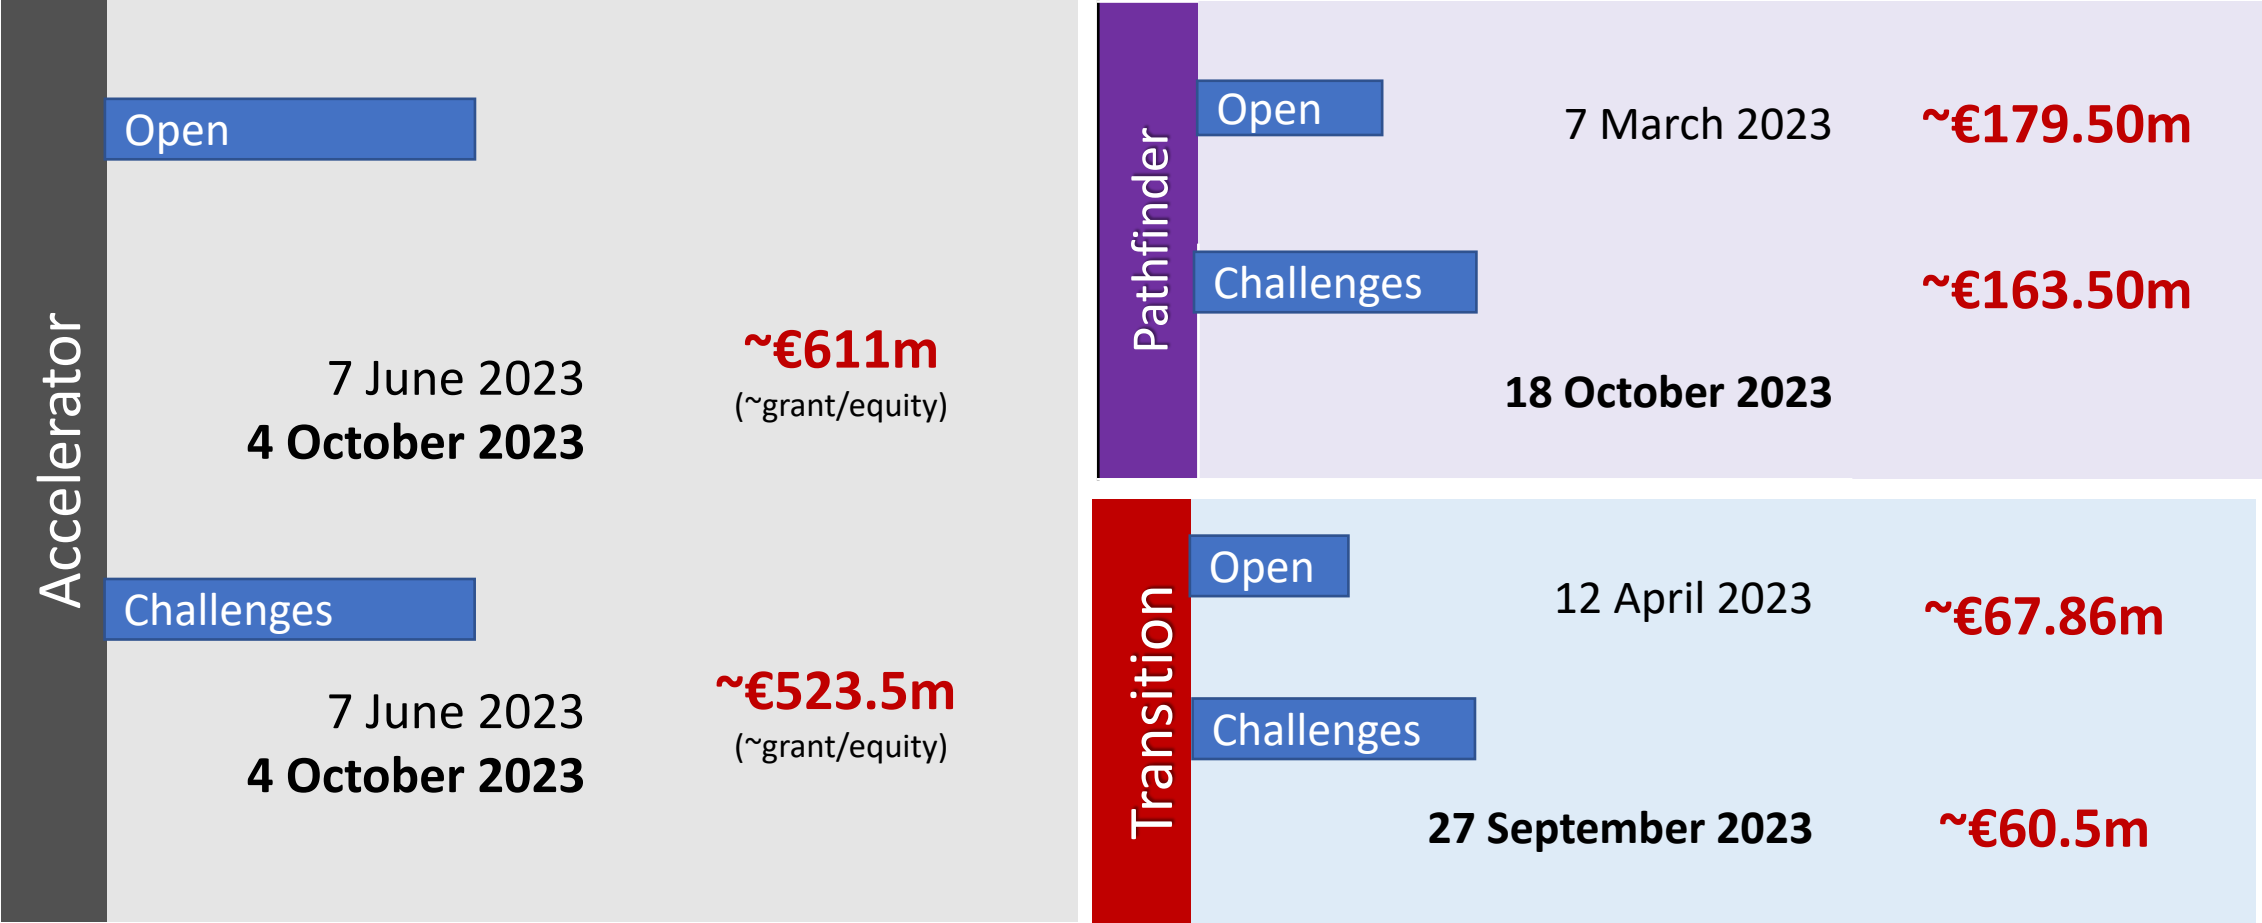 Accelerator
Open
7 June 2023
4 October 2023
~€611m
(~grant/equity)
Challenges
7 June 2023
4 October 2023
~€523.5m
(~grant/equity)
Pathfinder
Open
7 March 2023
~€179.50m
Challenges
~€163.50m
18 October 2023
Transition
Open
12 April 2023
~€67.86m
Challenges
27 September 2023
~€60.5m